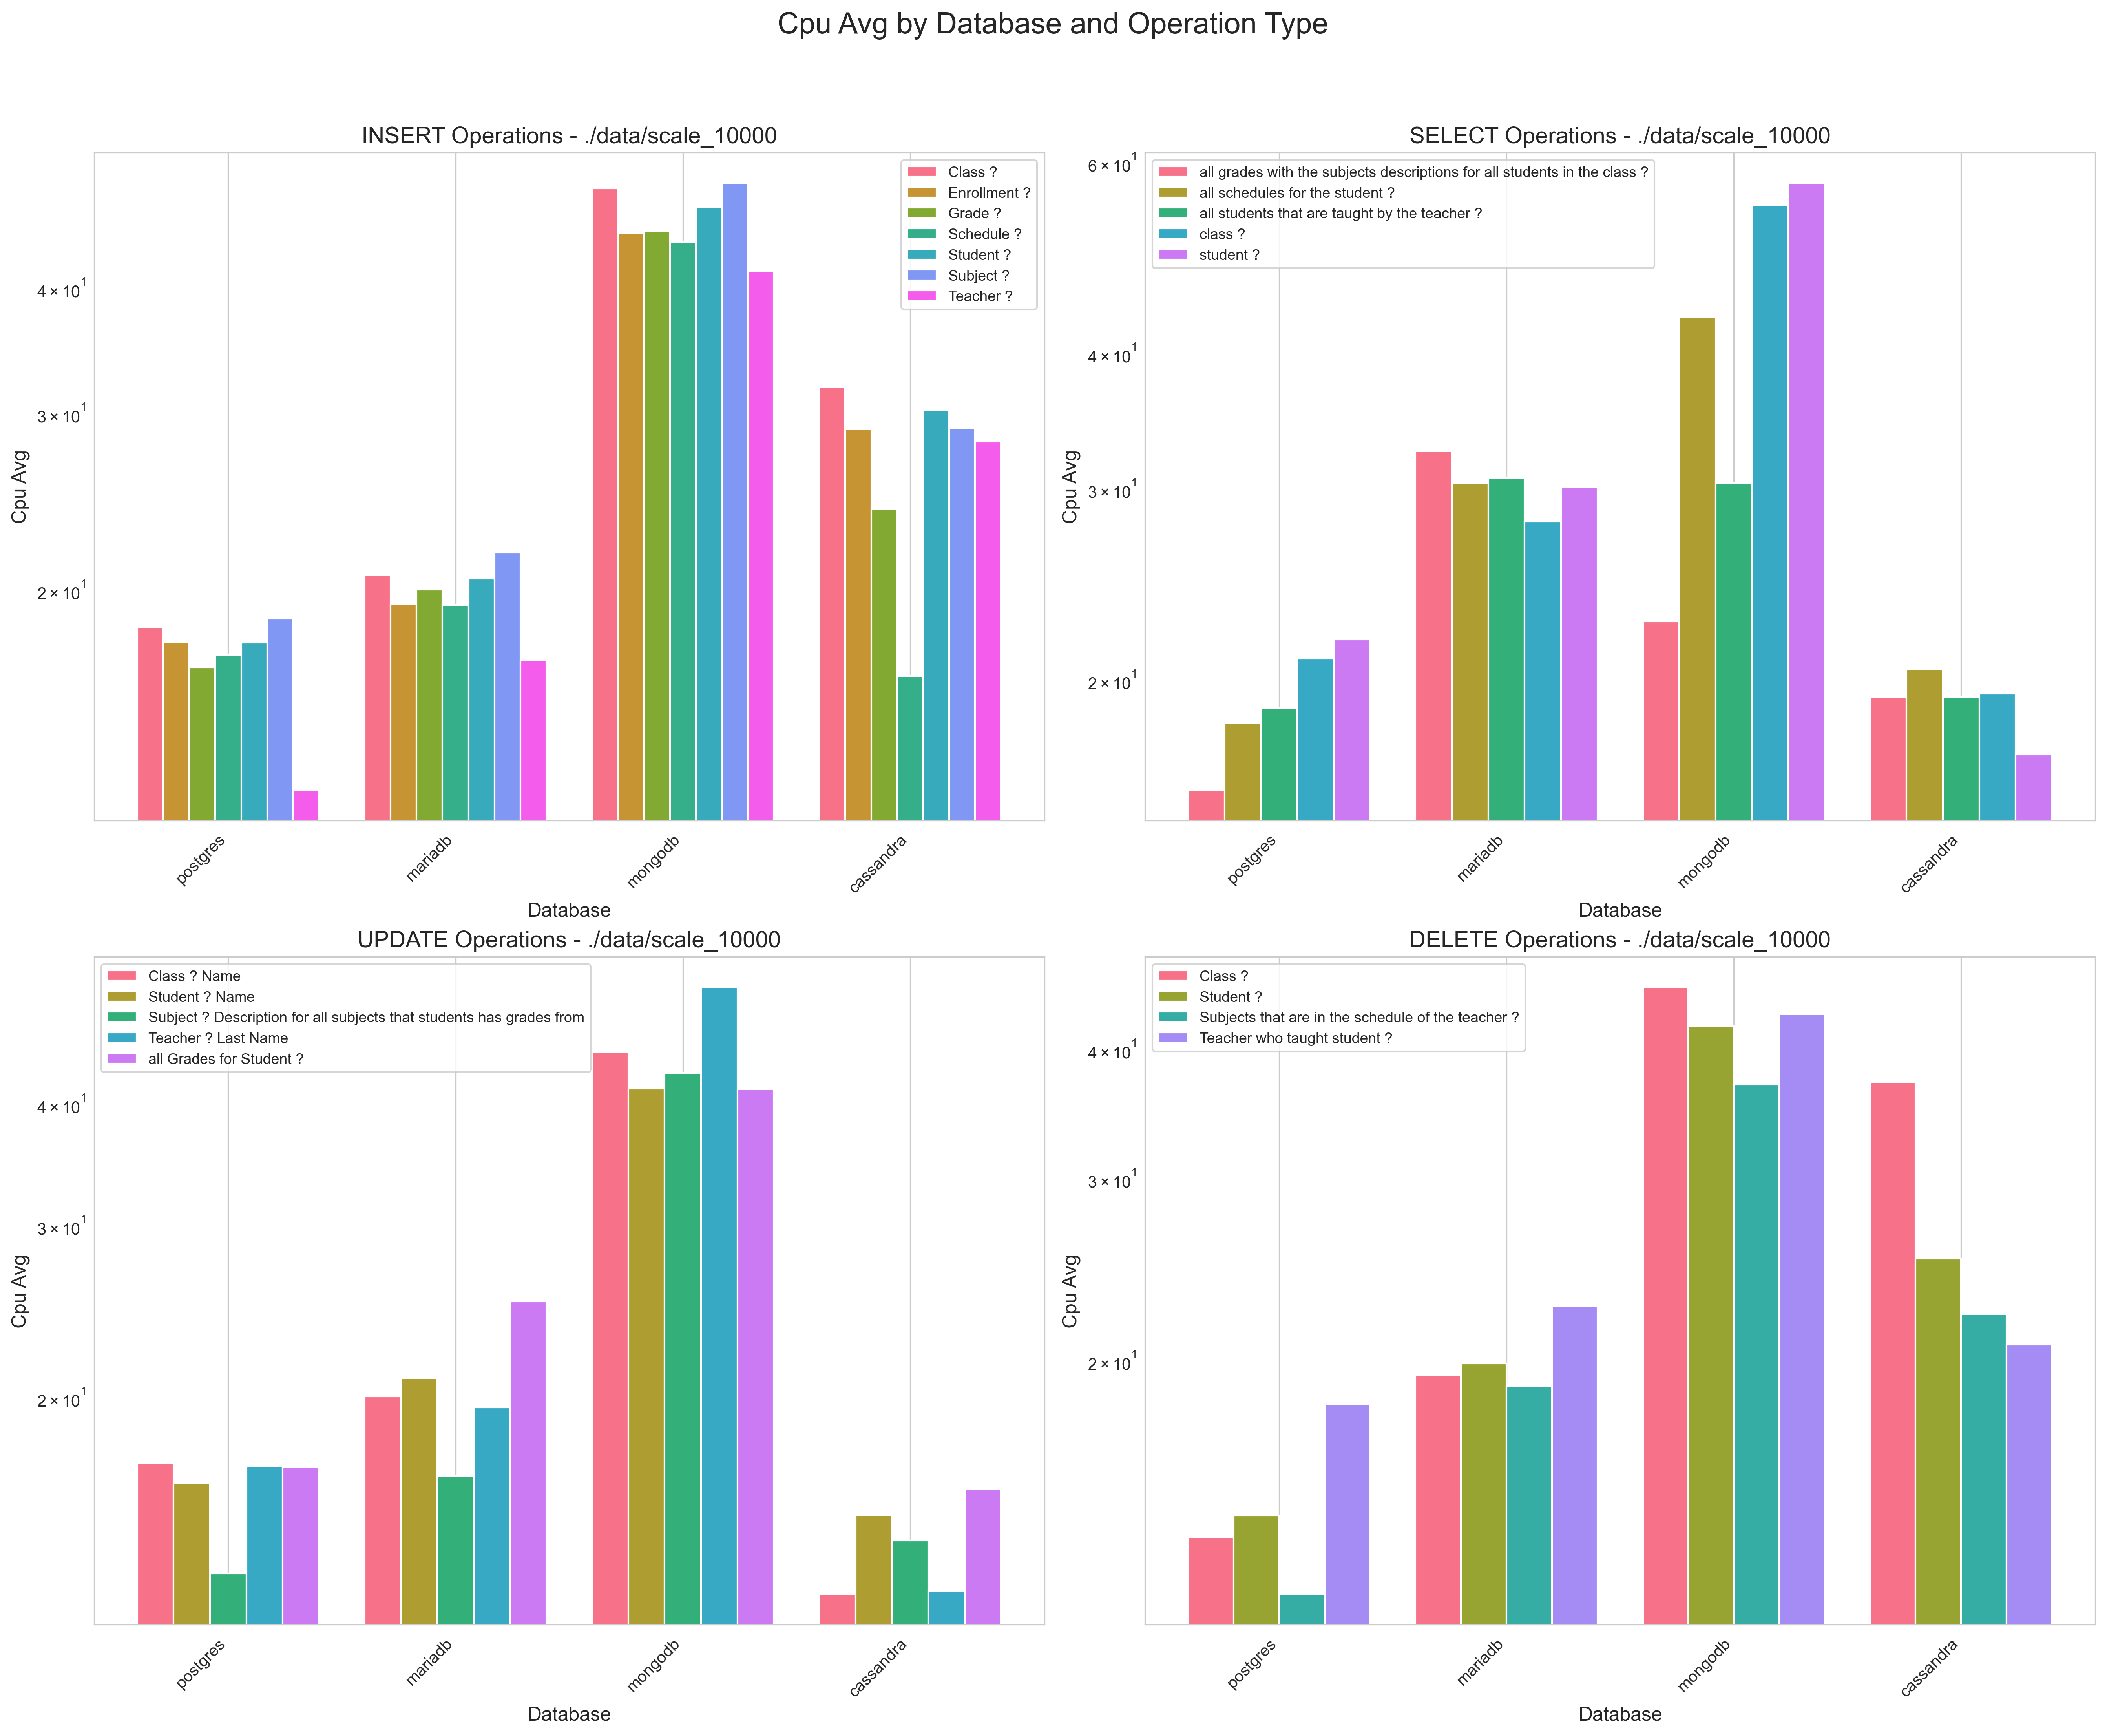 Cpu Avg by Database and Operation Type
INSERT Operations - ./data/scale_10000
Cpu Avg
4 × 10¹
3 × 10¹
2 × 10¹
Class ?
Enrollment ?
Grade ?
Schedule ?
Student ?
Subject ?
Teacher ?
postgres
mariadb
mongodb
cassandra
Database
SELECT Operations - ./data/scale_10000
Cpu Avg
6 × 10¹
4 × 10¹
3 × 10¹
2 × 10¹
all grades with the subjects descriptions for all students in the class ?
all schedules for the student ?
all students that are taught by the teacher ?
class ?
student ?
postgres
mariadb
mongodb
cassandra
Database
UPDATE Operations - ./data/scale_10000
Cpu Avg
4 × 10¹
3 × 10¹
2 × 10¹
Class ? Name
Student ? Name
Subject ? Description for all subjects that students has grades from
Teacher ? Last Name
all Grades for Student ?
postgres
mariadb
mongodb
cassandra
Database
DELETE Operations - ./data/scale_10000
Cpu Avg
4 × 10¹
3 × 10¹
2 × 10¹
Class ?
Student ?
Subjects that are in the schedule of the teacher ?
Teacher who taught student ?
postgres
mariadb
mongodb
cassandra
Database